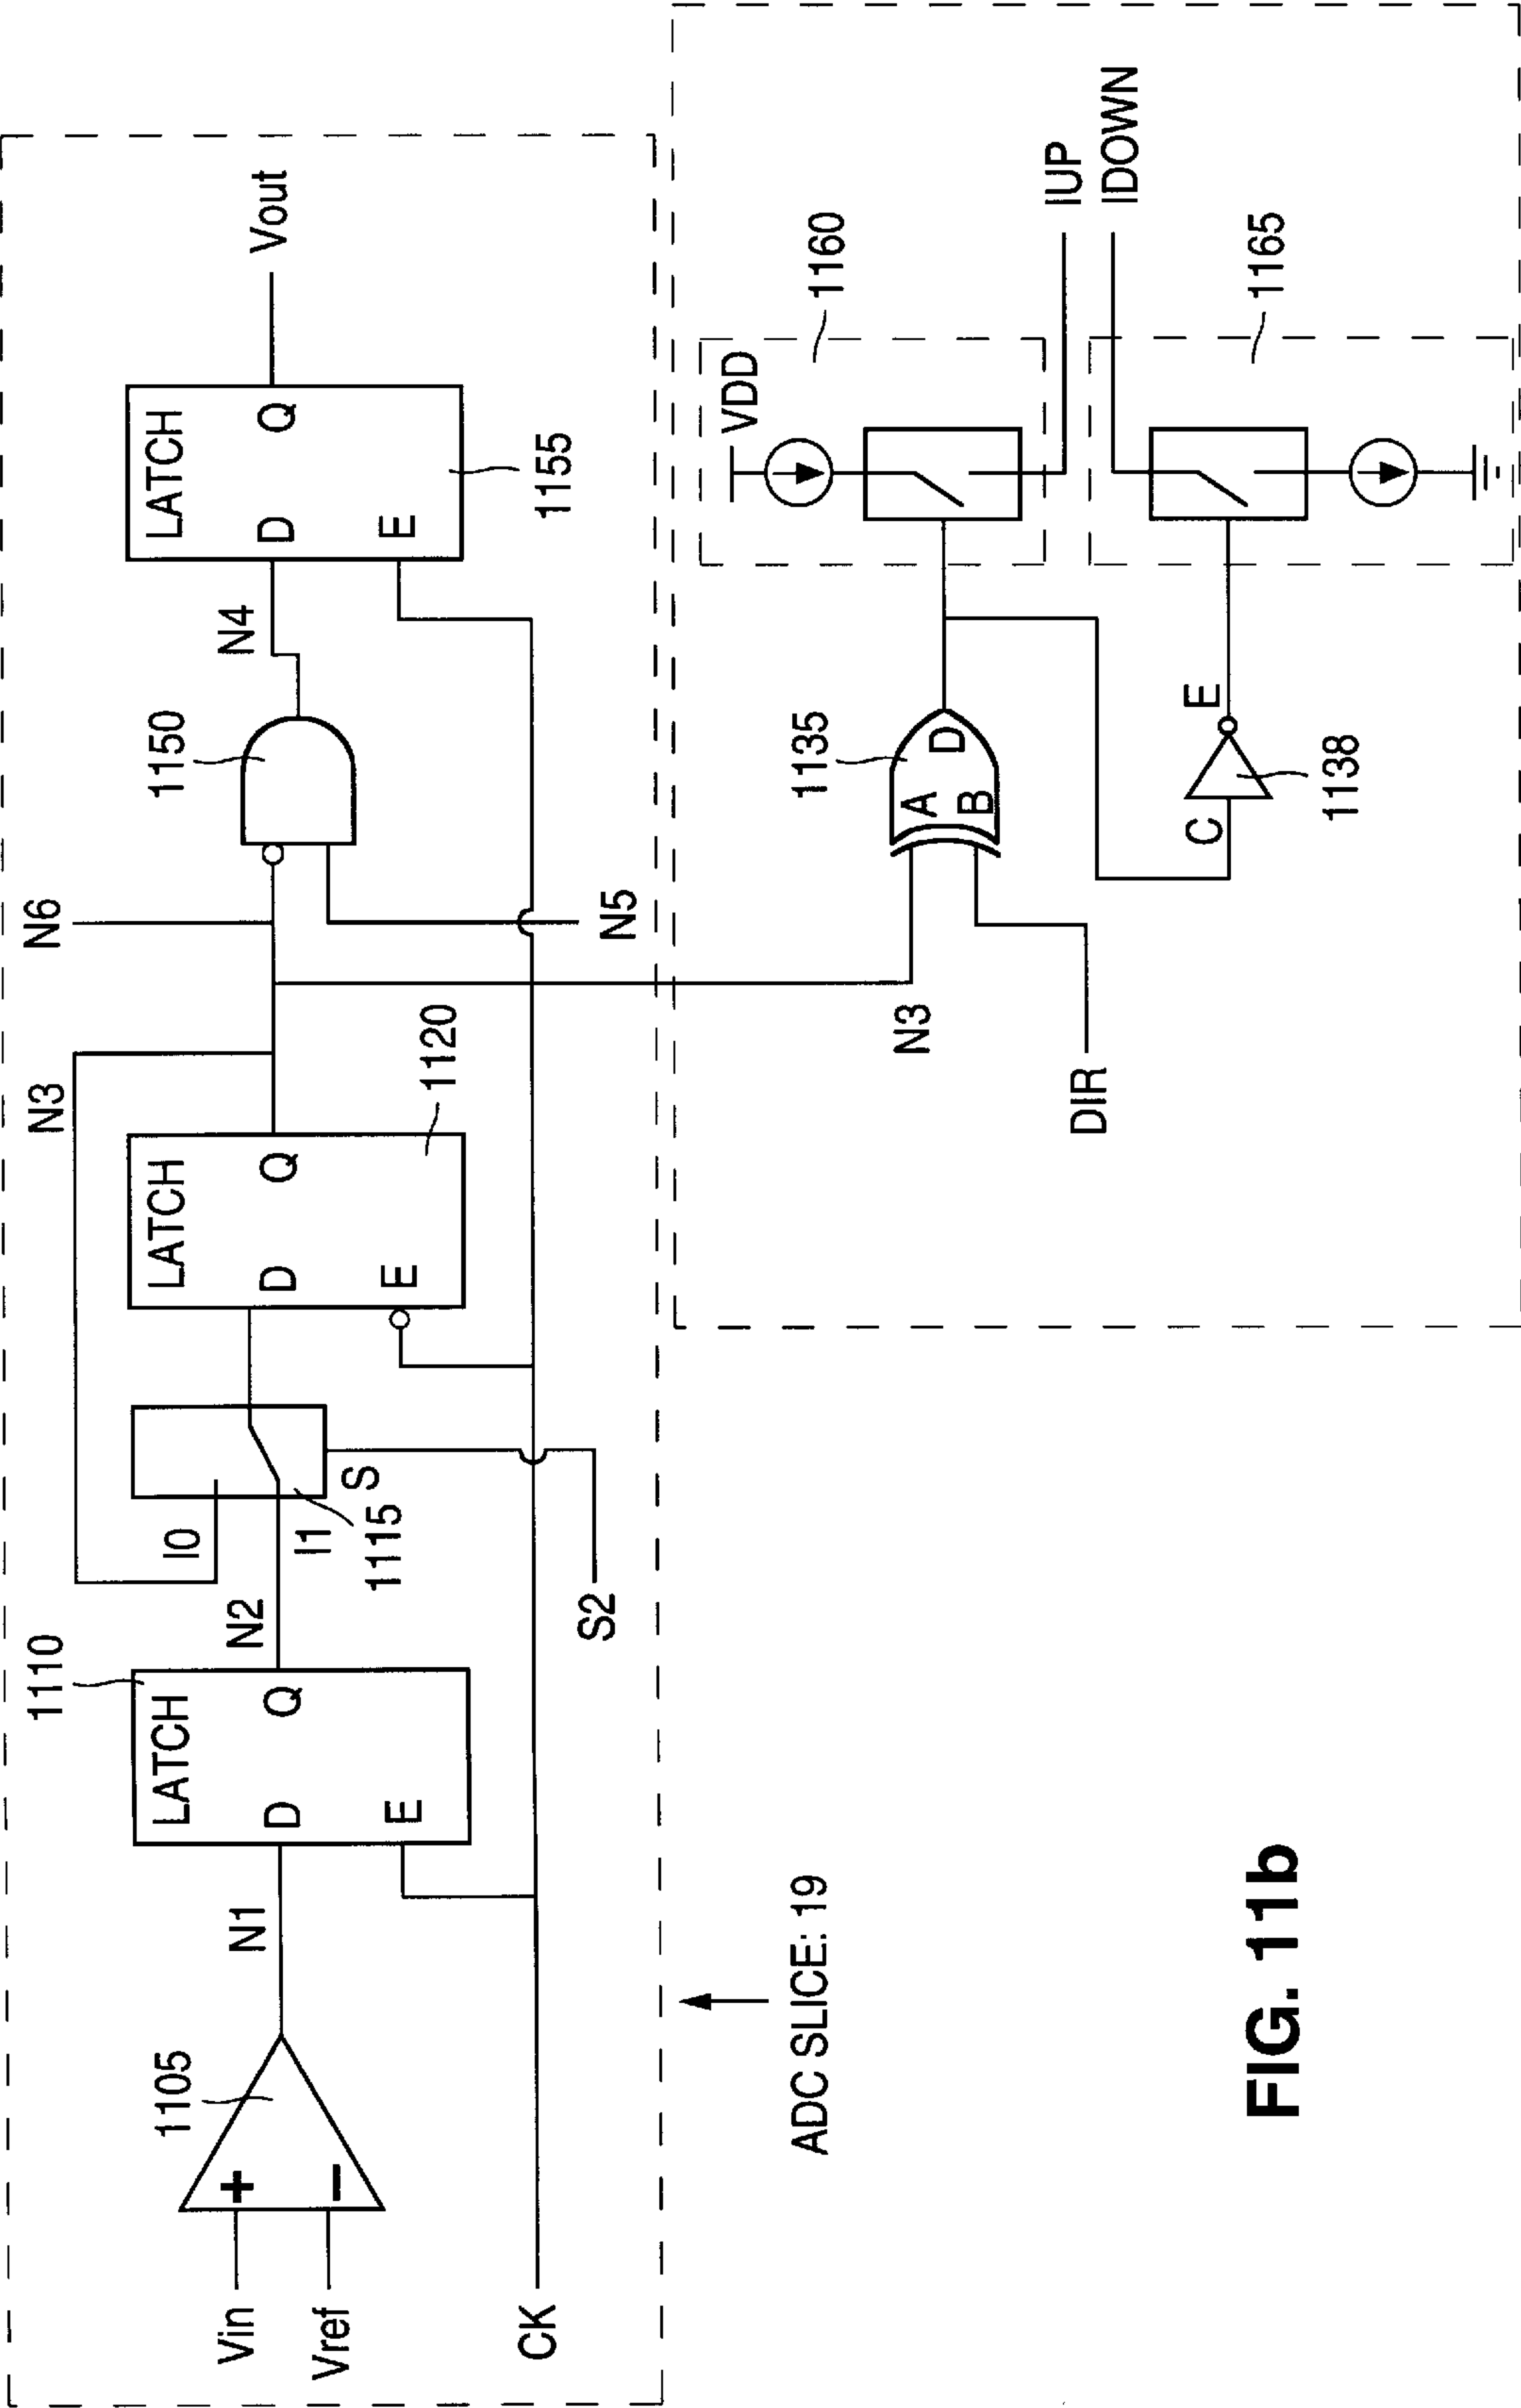 Vin
Vref
CK
+
−
1105
N1
1110
LATCH
D
Q
E
N2
I0
I1
S
1115
S2
N3
LATCH
D
Q
E
1120
N6
N5
1150
N4
LATCH
D
Q
E
1155
Vout
ADC SLICE: 19
N3
DIR
1135
A
B
D
C
E
1138
VDD
1160
1165
IUP
IDOWN
FIG. 11b